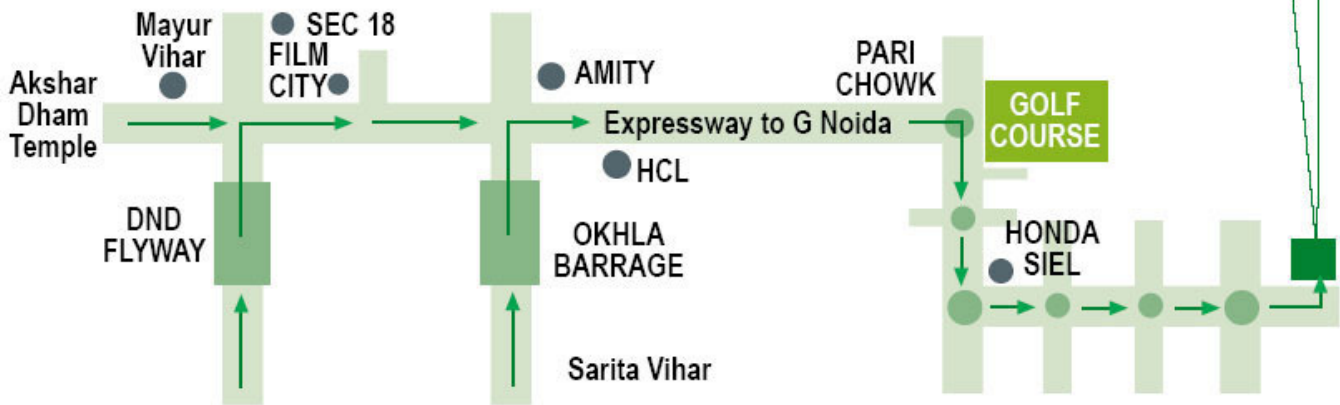 Mayur
Vihar
SEC 18
FILM
CITY
Akshar
Dham
Temple
AMITY
PARI
CHOWK
GOLF
COURSE
Expressway to G Noida
HCL
DND
FLYWAY
OKHLA
BARRAGE
HONDA
SIEL
Sarita Vihar